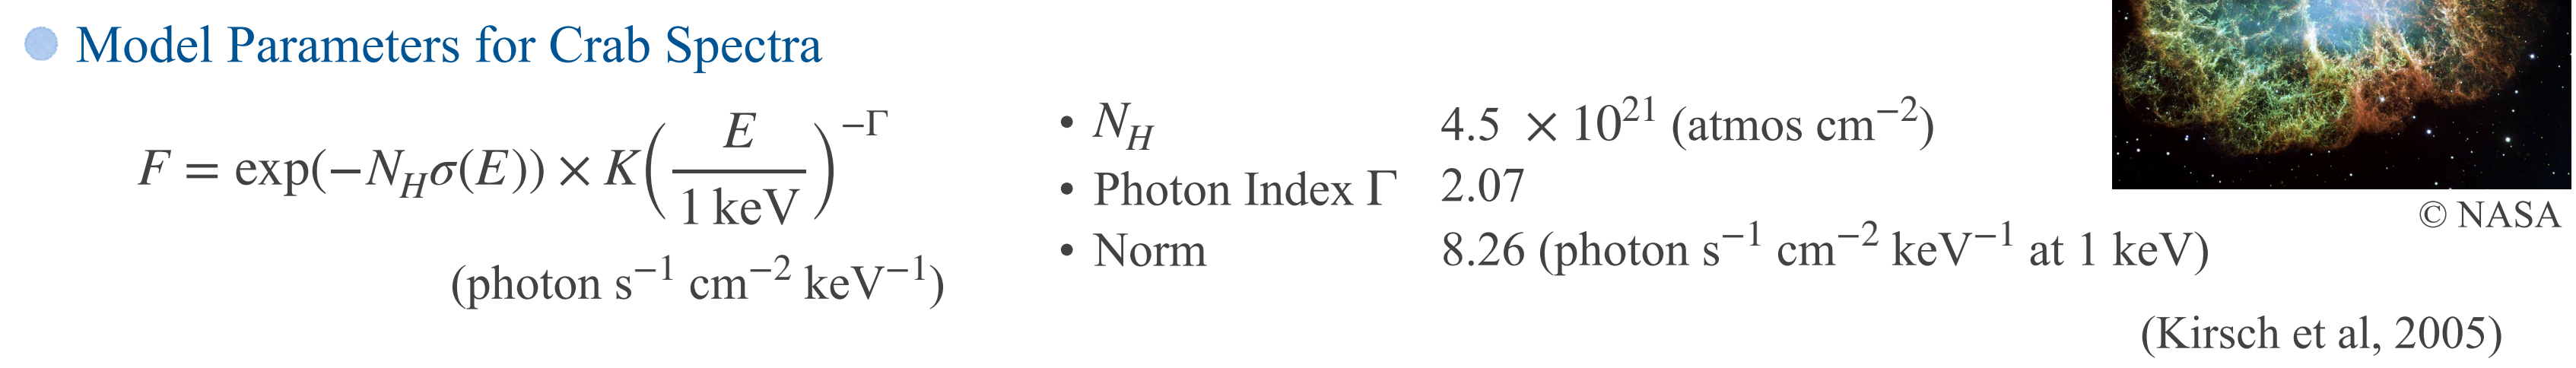 Model Parameters for Crab Spectra
F = exp(−N_Hσ(E)) × K(E / 1 keV)^−Γ
(photon s⁻¹ cm⁻² keV⁻¹)
• N_H 4.5 × 10²¹ (atmos cm⁻²)
• Photon Index Γ 2.07
• Norm 8.26 (photon s⁻¹ cm⁻² keV⁻¹ at 1 keV)
© NASA
(Kirsch et al, 2005)